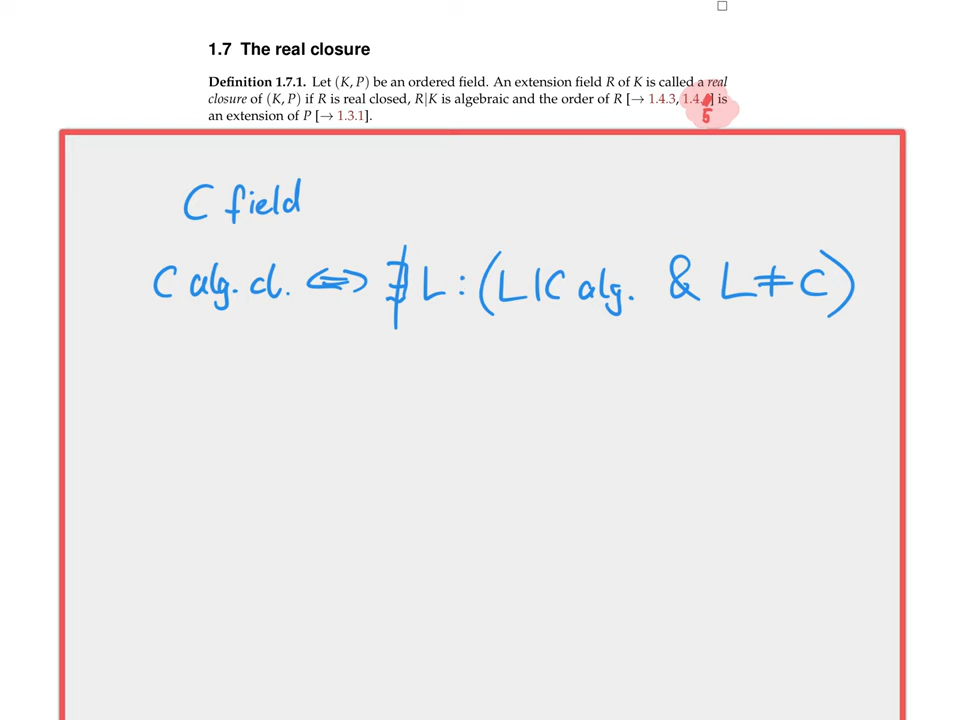 1.7 The real closure
Definition 1.7.1. Let (K, P) be an ordered field. An extension field R of K is called a real
closure of (K, P) if R is real closed, R|K is algebraic and the order of R [→ 1.4.3, 1.4.5] is
an extension of P [→ 1.3.1].
C field
C alg. cl. ⇔ ∄ L : (L|C alg. & L ≠ C)